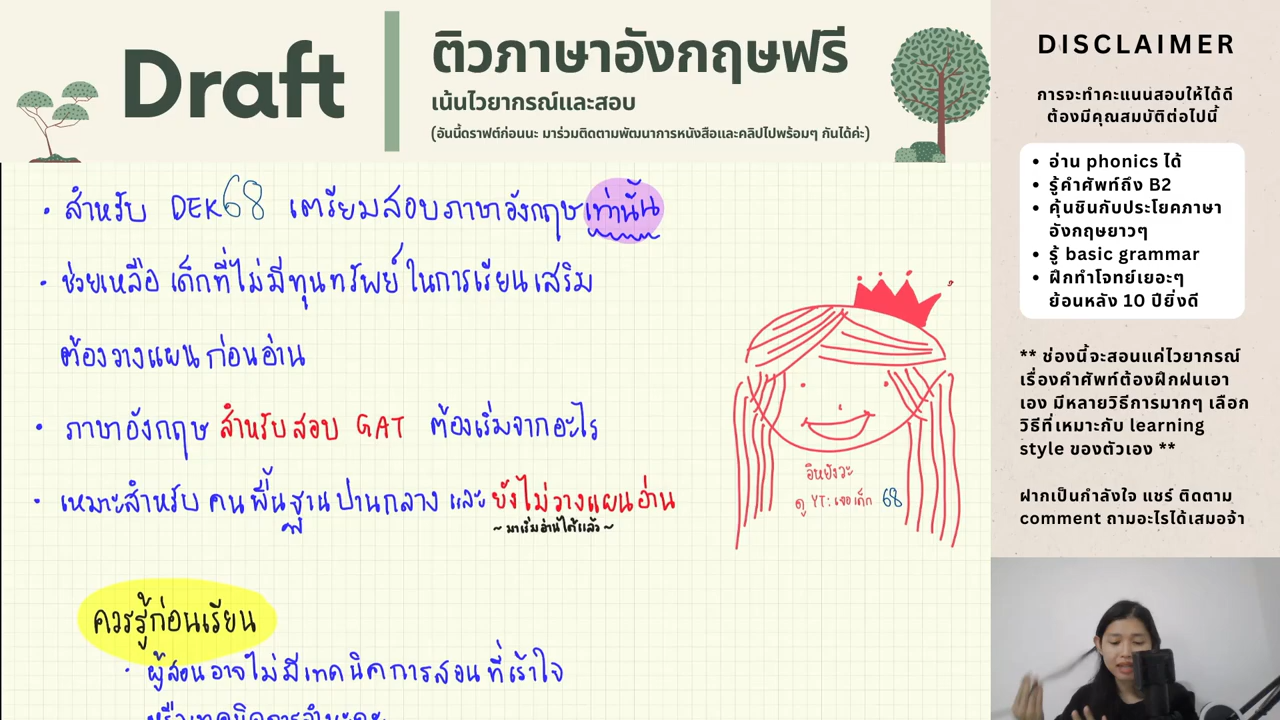 Draft
ติวภาษาอังกฤษฟรี
เน้นไวยากรณ์และสอบ
(อันนี้ดราฟต์ก่อนนะ มาร่วมติดตามพัฒนาการหนังสือและคลิปไปพร้อมๆ กันได้ค่ะ)
• สำหรับ DEK68 เตรียมสอบภาษาอังกฤษเท่านั้น
• ช่วยเหลือ เด็กที่ไม่มีทุนทรัพย์ ในการเรียนเสริม
ต้องวางแผนก่อนอ่าน
• ภาษาอังกฤษ สำหรับสอบ GAT ต้องเริ่มจากอะไร
• เหมาะสำหรับ คนพื้นฐานปานกลาง และยังไม่วางแผนอ่าน
~ มาเริ่มอ่านได้แล้ว ~
อิหยังวะ
ดู YT: เจอเด็ก 68
ควรรู้ก่อนเรียน
• ผู้สอนอาจไม่มีเทคนิคการสอนที่เร้าใจ
DISCLAIMER
การจะทำคะแนนสอบให้ได้ดี
ต้องมีคุณสมบัติต่อไปนี้
• อ่าน phonics ได้
• รู้คำศัพท์ถึง B2
• คุ้นชินกับประโยคภาษา
อังกฤษยาวๆ
• รู้ basic grammar
• ฝึกทำโจทย์เยอะๆ
ย้อนหลัง 10 ปียิ่งดี
** ช่องนี้จะสอนแค่ไวยากรณ์
เรื่องคำศัพท์ต้องฝึกฝนเอา
เอง มีหลายวิธีการมากๆ เลือก
วิธีที่เหมาะกับ learning
style ของตัวเอง **
ฝากเป็นกำลังใจ แชร์ ติดตาม
comment ถามอะไรได้เสมอจ้า